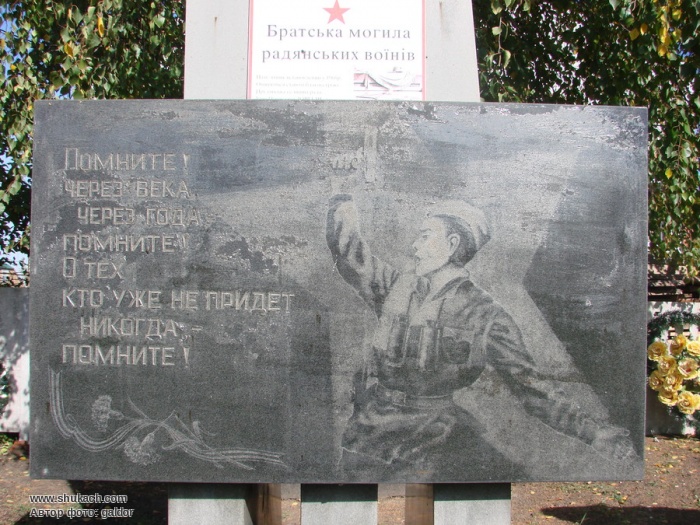 Братська могила
радянських воїнів
Помните!
через века,
через года, –
помните!
О тех,
кто уже не придет
никогда, –
помните!
www.shukach.com
Автор фото: gaklor